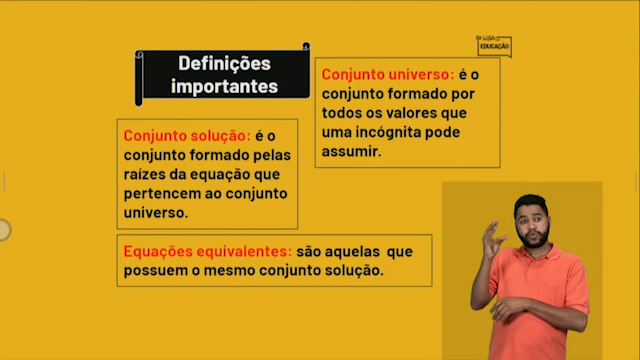 Definições
importantes
EDUCAÇÃO
Conjunto universo: é o
conjunto formado por
todos os valores que
uma incógnita pode
assumir.
Conjunto solução: é o
conjunto formado pelas
raízes da equação que
pertencem ao conjunto
universo.
Equações equivalentes: são aquelas que
possuem o mesmo conjunto solução.